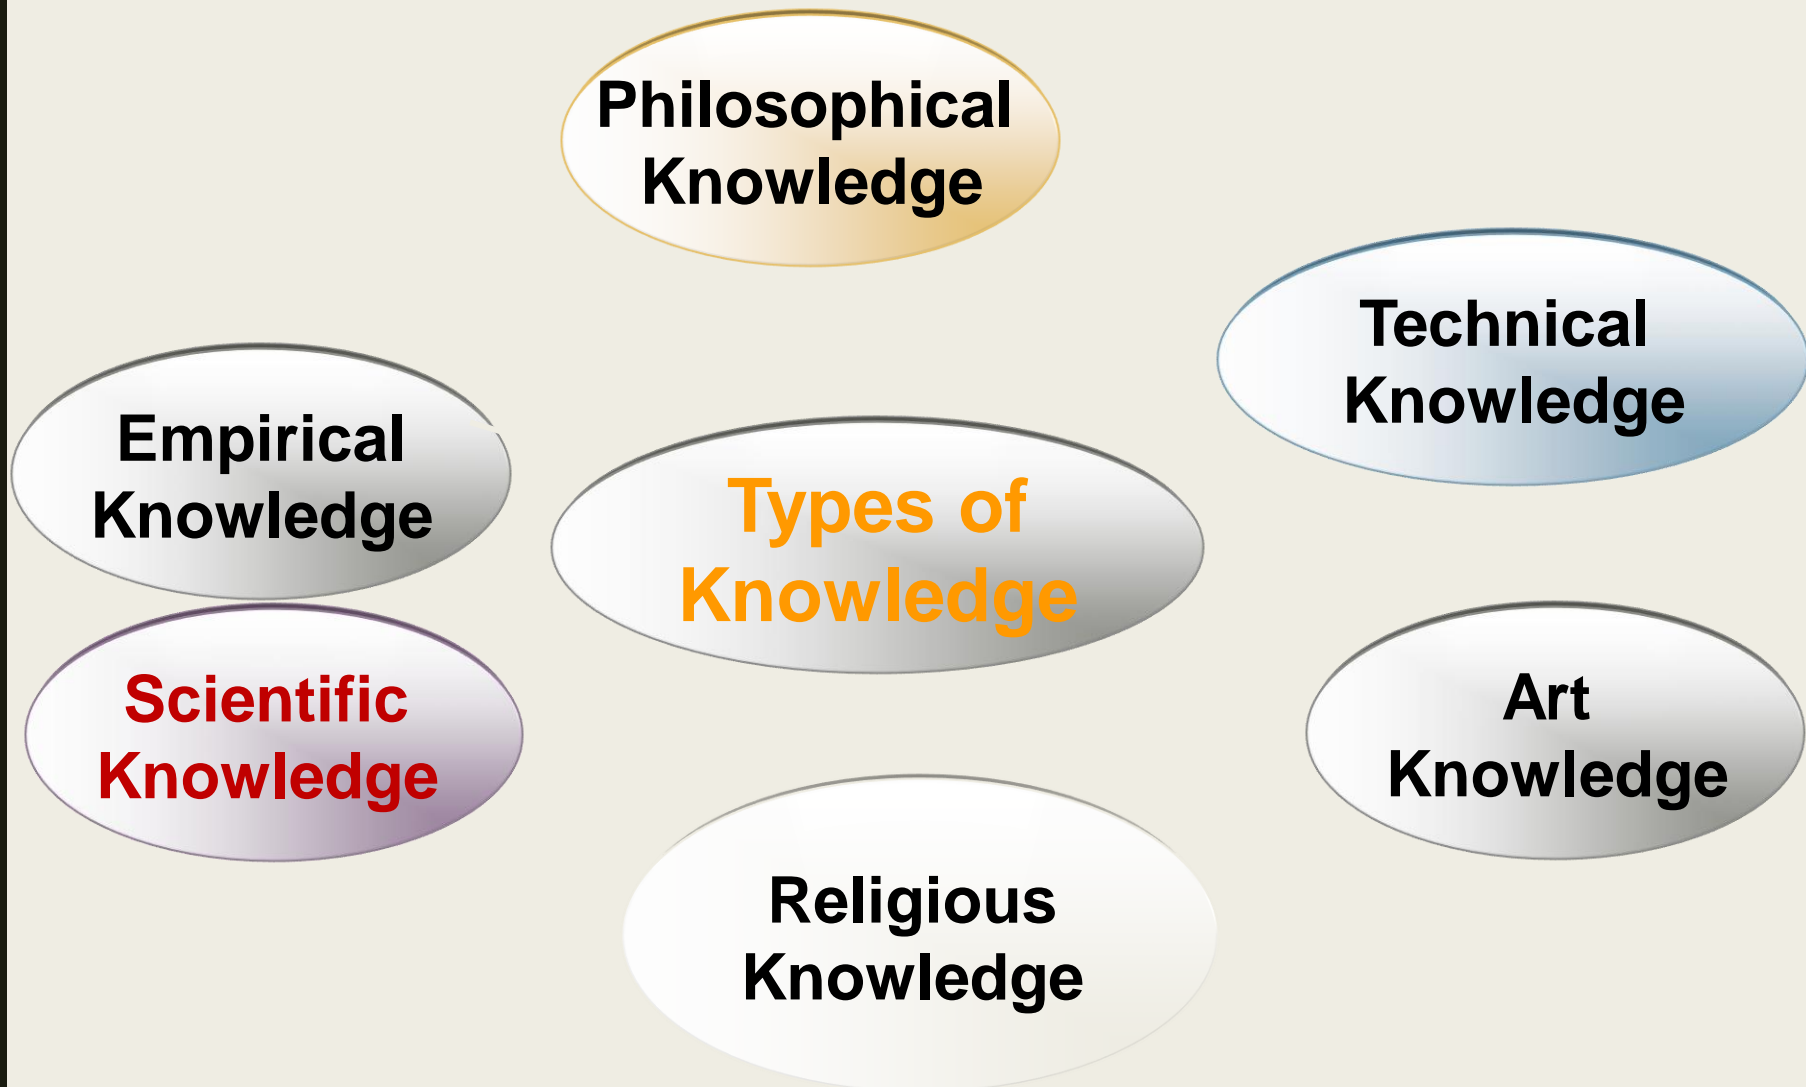 Philosophical
Knowledge
Technical
Knowledge
Empirical
Knowledge
Types of
Knowledge
Scientific
Knowledge
Art
Knowledge
Religious
Knowledge